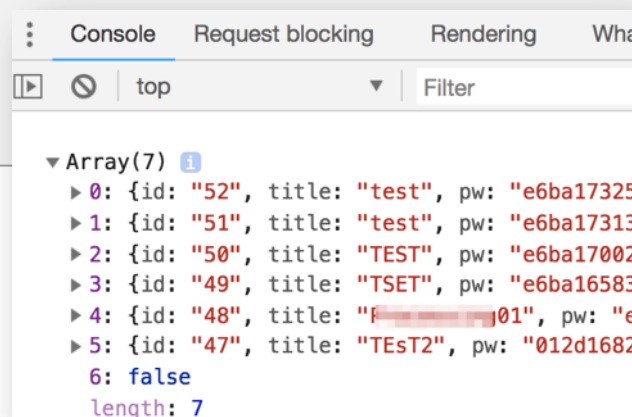 Console Request blocking Rendering Wha
top Filter
Array(7) i
0: {id: "52", title: "test", pw: "e6ba17325
1: {id: "51", title: "test", pw: "e6ba17313
2: {id: "50", title: "TEST", pw: "e6ba17002
3: {id: "49", title: "TSET", pw: "e6ba16583
4: {id: "48", title: " 01", pw: "e
5: {id: "47", title: "TEsT2", pw: "012d1682
6: false
length: 7